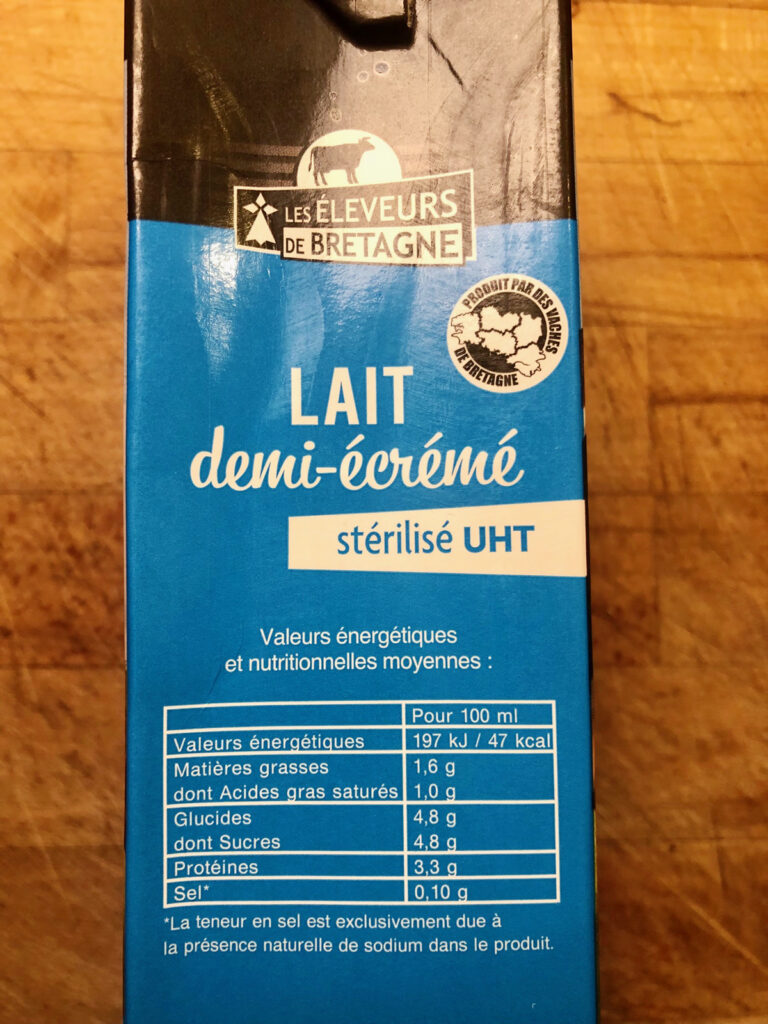 LES ÉLEVEURS
DE BRETAGNE
PRODUIT PAR DES VACHES
DE BRETAGNE
LAIT
demi-écrémé
stérilisé UHT
Valeurs énergétiques
et nutritionnelles moyennes :
Pour 100 ml
Valeurs énergétiques 197 kJ / 47 kcal
Matières grasses 1,6 g
dont Acides gras saturés 1,0 g
Glucides 4,8 g
dont Sucres 4,8 g
Protéines 3,3 g
Sel* 0,10 g
*La teneur en sel est exclusivement due à
la présence naturelle de sodium dans le produit.